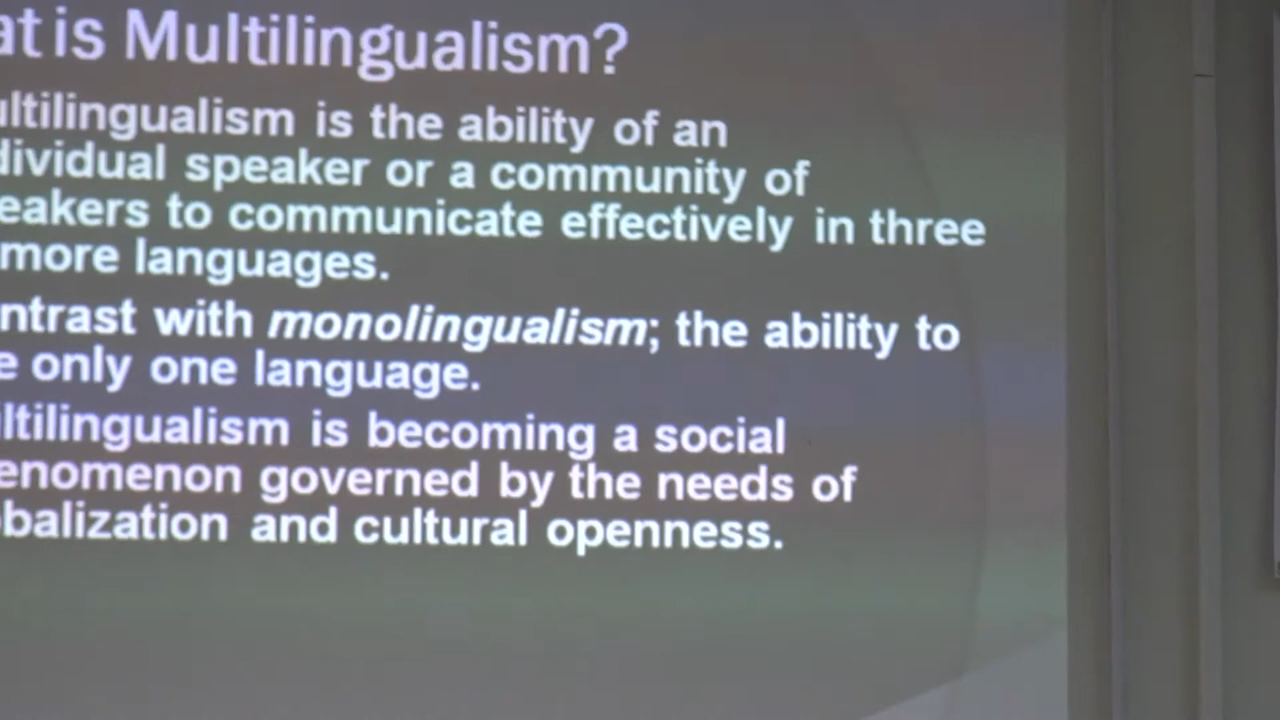 at is Multilingualism?
ultilingualism is the ability of an
dividual speaker or a community of
eakers to communicate effectively in three
more languages.
ntrast with monolingualism; the ability to
e only one language.
ltilingualism is becoming a social
enomenon governed by the needs of
obalization and cultural openness.